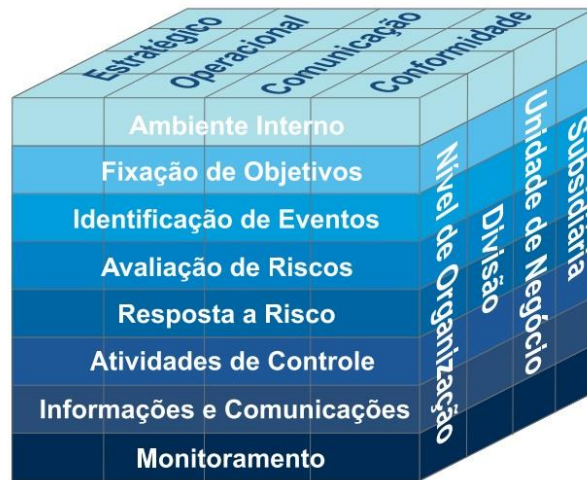 Estratégico
Operacional
Comunicação
Conformidade
Ambiente Interno
Fixação de Objetivos
Identificação de Eventos
Avaliação de Riscos
Resposta a Risco
Atividades de Controle
Informações e Comunicações
Monitoramento
Nível de Organização
Divisão
Unidade de Negócio
Subsidiária